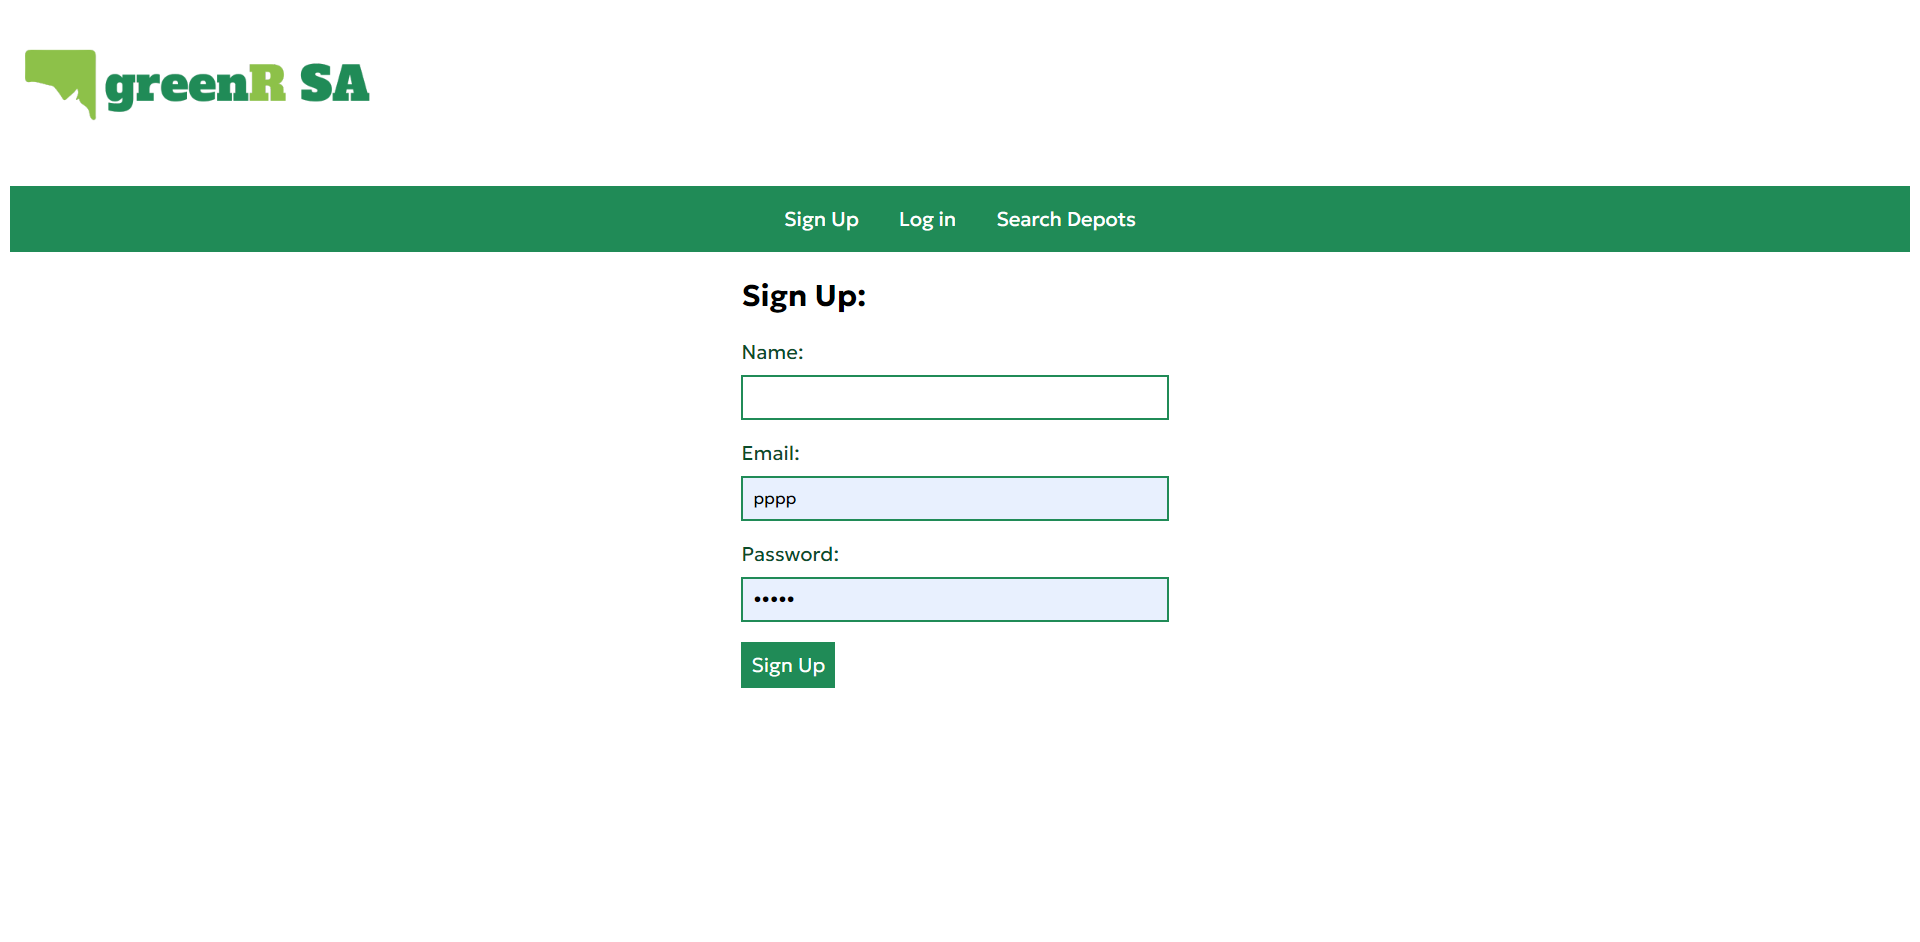 greenR SA
Sign Up Log in Search Depots
Sign Up:
Name:
Email:
pppp
Password:
•••••
Sign Up